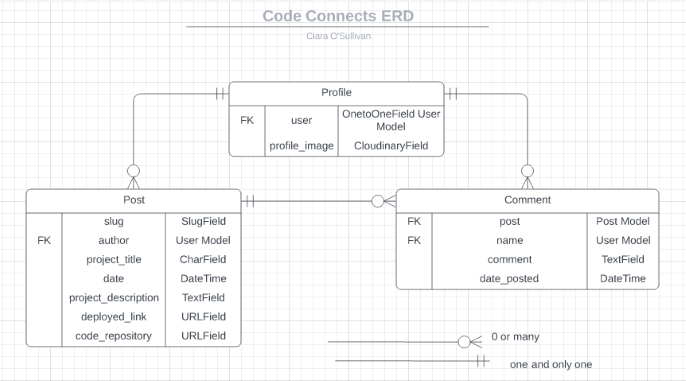 Code Connects ERD
Ciara O'Sullivan
Profile
FK user OnetoOneField User
Model
profile_image CloudinaryField
Post
slug SlugField
FK author User Model
project_title CharField
date DateTime
project_description TextField
deployed_link URLField
code_repository URLField
Comment
FK post Post Model
FK name User Model
comment TextField
date_posted DateTime
0 or many
one and only one